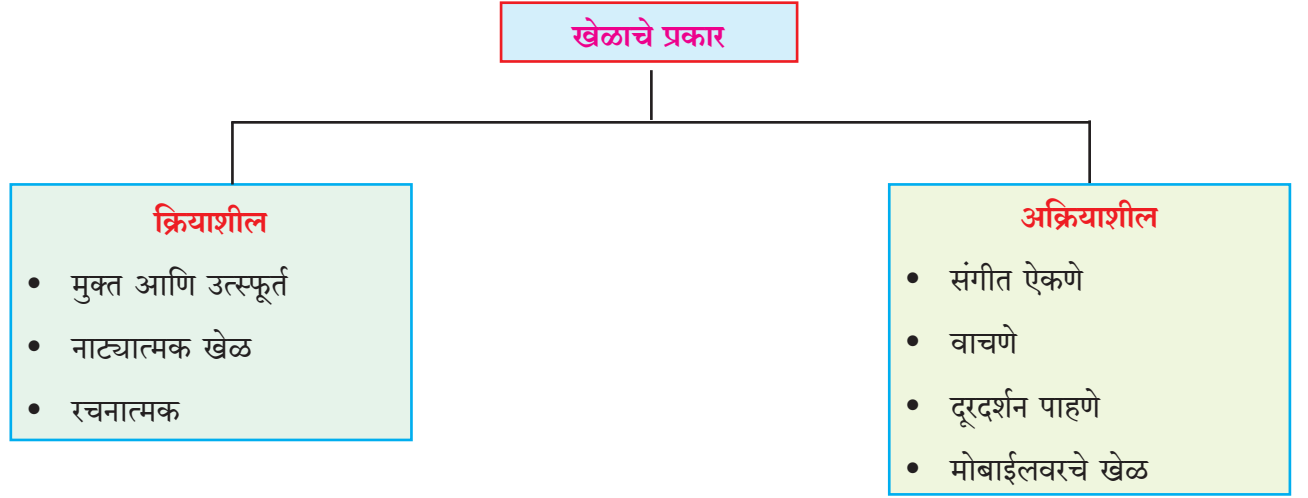 खेळाचे प्रकार
क्रियाशील
• मुक्त आणि उत्स्फूर्त
• नाट्यात्मक खेळ
• रचनात्मक
अक्रियाशील
• संगीत ऐकणे
• वाचणे
• दूरदर्शन पाहणे
• मोबाईलवरचे खेळ